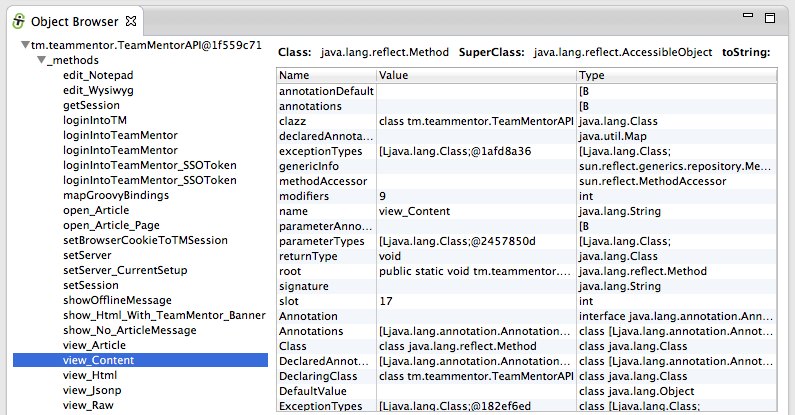 Object Browser
Class: java.lang.reflect.Method SuperClass: java.lang.reflect.AccessibleObject toString:
tm.teammentor.TeamMentorAPI@1f559c71
_methods
edit_Notepad
edit_Wysiwyg
getSession
loginIntoTM
loginIntoTeamMentor
loginIntoTeamMentor
loginIntoTeamMentor_SSOToken
loginIntoTeamMentor_SSOToken
mapGroovyBindings
open_Article
open_Article_Page
setBrowserCookieToTMSession
setServer
setServer_CurrentSetup
setSession
showOfflineMessage
show_Html_With_TeamMentor_Banner
show_No_ArticleMessage
view_Article
view_Content
view_Html
view_Jsonp
view_Raw
Name Value Type
annotationDefault [B
annotations [B
clazz class tm.teammentor.TeamMentorAPI java.lang.Class
declaredAnnota... java.util.Map
exceptionTypes [Ljava.lang.Class;@1afd8a36 [Ljava.lang.Class;
genericInfo sun.reflect.generics.repository.Me...
methodAccessor sun.reflect.MethodAccessor
modifiers 9 int
name view_Content java.lang.String
parameterAnno... [B
parameterTypes [Ljava.lang.Class;@2457850d [Ljava.lang.Class;
returnType void java.lang.Class
root public static void tm.teammentor.... java.lang.reflect.Method
signature java.lang.String
slot 17 int
Annotation interface java.lang.annotation.Ann...
Annotations [Ljava.lang.annotation.Annotation... class [Ljava.lang.annotation.Annot...
Class class java.lang.reflect.Method class java.lang.Class
DeclaredAnnot... [Ljava.lang.annotation.Annotation... class [Ljava.lang.annotation.Annot...
DeclaringClass class tm.teammentor.TeamMentorAPI class java.lang.Class
DefaultValue class java.lang.Object
ExceptionTypes [Ljava.lang.Class;@182ef6ed class [Ljava.lang.Class;